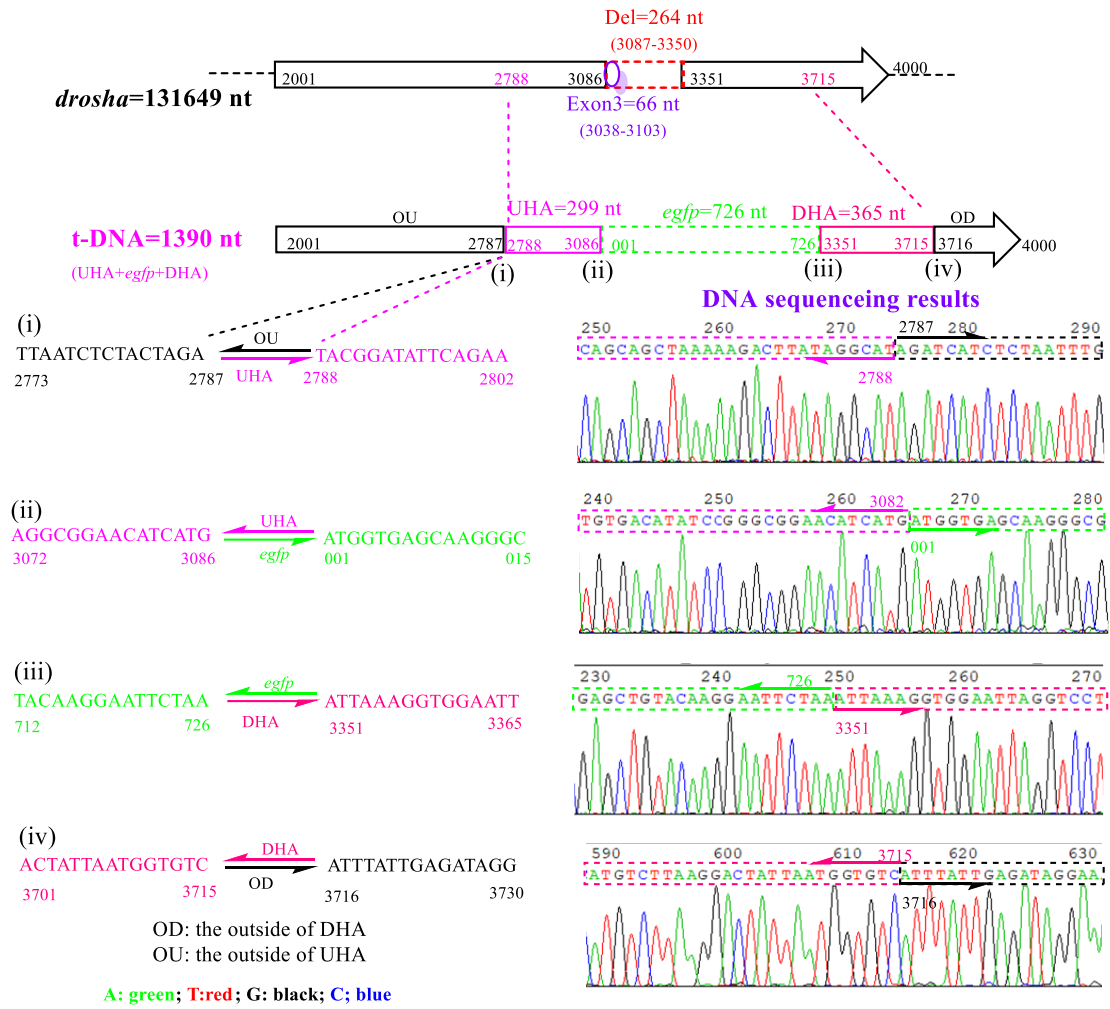 Del=264 nt
(3087-3350)
2001 2788 3086 3351 3715 4000
drosha=131649 nt
Exon3=66 nt
(3038-3103)
OU UHA=299 nt egfp=726 nt DHA=365 nt OD
t-DNA=1390 nt
2001 2787 2788 3086 001 726 3351 3715 3716 4000
(UHA+egfp+DHA)
(i) (ii) (iii) (iv)
DNA sequenceing results
(i)
OU
TTAATCTCTACTAGA TACGGATATTCAGAA
2773 2787 UHA 2788 2802
250 260 270 2787 280 290
CAGCAGCTAAAAAGACTTATAGGCATAGATCATCTCTAATTTG
2788
(ii)
UHA
AGGCGGAACATCATG ATGGTGAGCAAGGGC
3072 3086 egfp 001 015
240 250 260 3082 270 280
TGTGACATATCCGGGCGGAACATCATGATGGTGAGCAAGGGCG
001
(iii)
egfp
TACAAGGAATTCTAA ATTAAAGGTGGAATT
712 726 DHA 3351 3365
230 240 726 250 260 270
GAGCTGTACAAGGAATTCTAAATTAAAGGTGGAATTAGGTCCT
3351
(iv)
DHA
ACTATTAATGGTGTC ATTTATTGAGATAGG
3701 3715 OD 3716 3730
590 600 610 3715 620 630
ATGTCTTAAGGACTATTAATGGTGTCATTTATTGAGATAGGAA
3716
OD: the outside of DHA
OU: the outside of UHA
A: green; T:red; G: black; C; blue